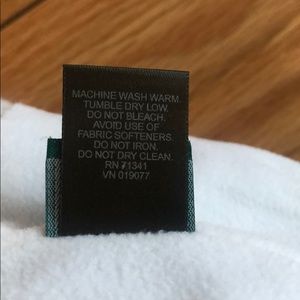 MACHINE WASH WARM.
TUMBLE DRY LOW.
DO NOT BLEACH.
AVOID USE OF
FABRIC SOFTENERS.
DO NOT IRON.
DO NOT DRY CLEAN.
RN 71341
VN 019077